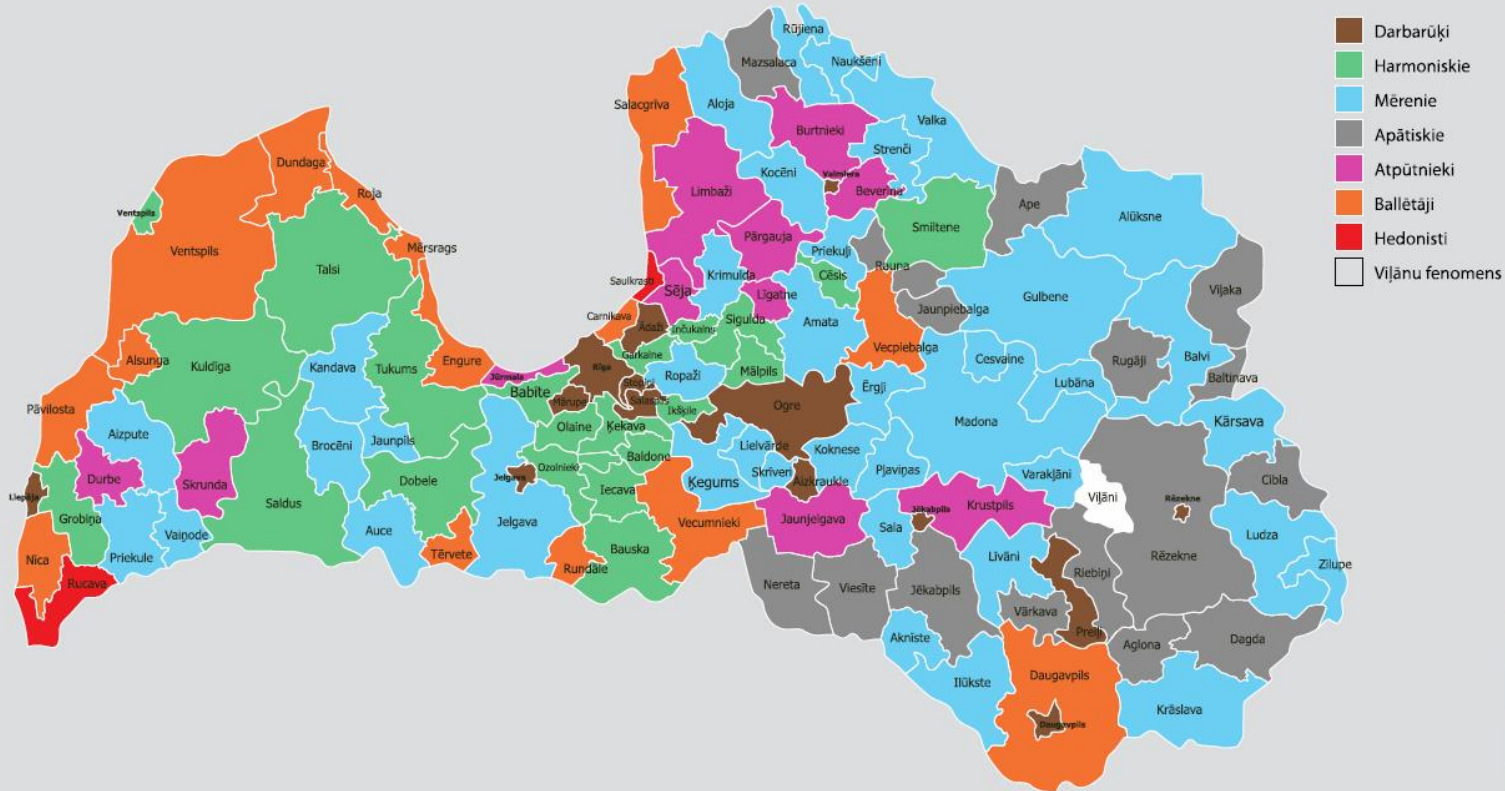 Darbarūķi
Harmoniskie
Mērenie
Apātiskie
Atpūtnieki
Ballētāji
Hedonisti
Viļānu fenomens
Rūjiena
Mazsalaca
Naukšēni
Salacgrīva
Aloja
Valka
Burtnieki
Strenči
Dundaga
Kocēni
Valmiera
Beverīna
Limbaži
Roja
Ape
Alūksne
Ventspils
Smiltene
Pārgauja
Ventspils
Mērsrags
Priekuļi
Rauna
Talsi
Krimulda
Cēsis
Saulkrasti
Sēja
Līgatne
Gulbene
Viļaka
Jaunpiebalga
Carnikava
Ādaži
Inčukalns
Sigulda
Amata
Vecpiebalga
Rugāji
Balvi
Alsunga
Kuldīga
Kandava
Tukums
Engure
Garkalne
Rīga
Ropaži
Mālpils
Cesvaine
Baltinava
Jūrmala
Babīte
Stopiņi
Salaspils
Mārupe
Ērgļi
Lubāna
Pāvilosta
Ikšķile
Ogre
Kārsava
Aizpute
Brocēni
Jaunpils
Olaine
Ķekava
Madona
Baldone
Lielvārde
Koknese
Durbe
Skrunda
Dobele
Ozolnieki
Jelgava
Iecava
Ķegums
Skrīveri
Aizkraukle
Pļaviņas
Varakļāni
Cibla
Liepāja
Grobiņa
Saldus
Viļāni
Rēzekne
Jelgava
Vecumnieki
Jaunjelgava
Krustpils
Jēkabpils
Sala
Priekule
Vaiņode
Auce
Tērvete
Bauska
Rundāle
Līvāni
Rēzekne
Ludza
Nīca
Rucava
Nereta
Viesīte
Jēkabpils
Riebiņi
Zilupe
Vārkava
Preiļi
Aglona
Dagda
Aknīste
Ilūkste
Daugavpils
Krāslava
Daugavpils